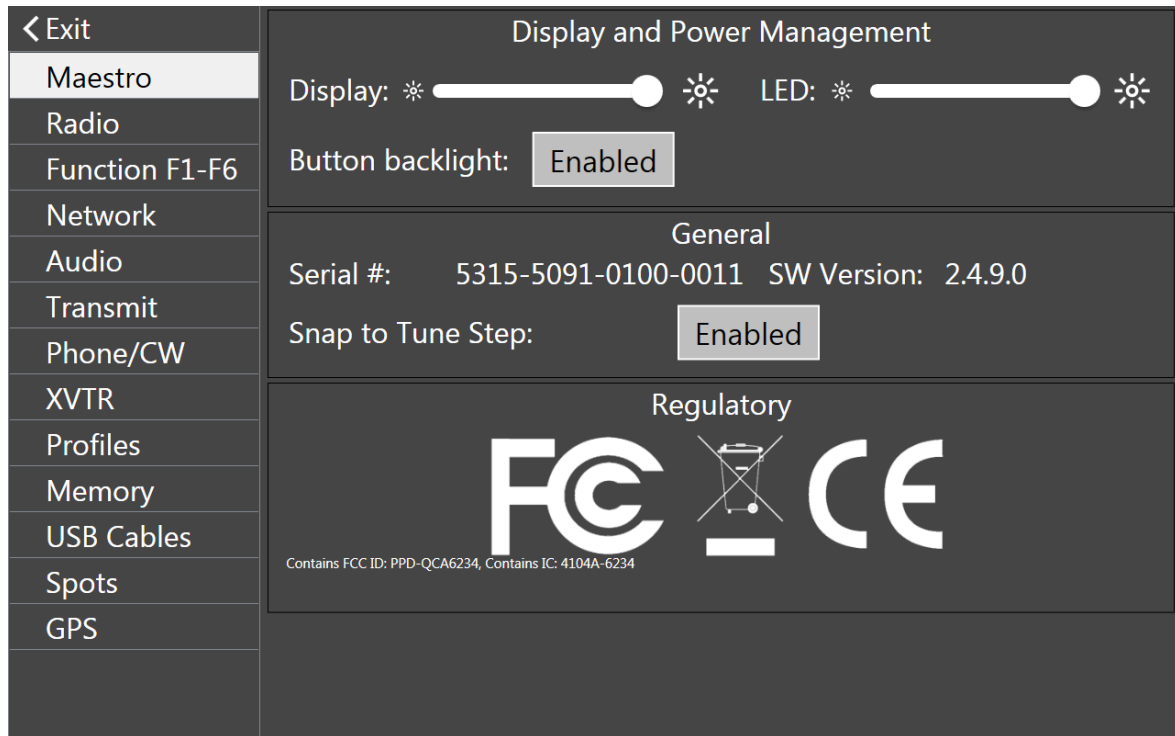 Exit
Maestro
Radio
Function F1-F6
Network
Audio
Transmit
Phone/CW
XVTR
Profiles
Memory
USB Cables
Spots
GPS
Display and Power Management
Display: LED:
Button backlight: Enabled
General
Serial #: 5315-5091-0100-0011 SW Version: 2.4.9.0
Snap to Tune Step: Enabled
Regulatory
FC CE
Contains FCC ID: PPD-QCA6234, Contains IC: 4104A-6234